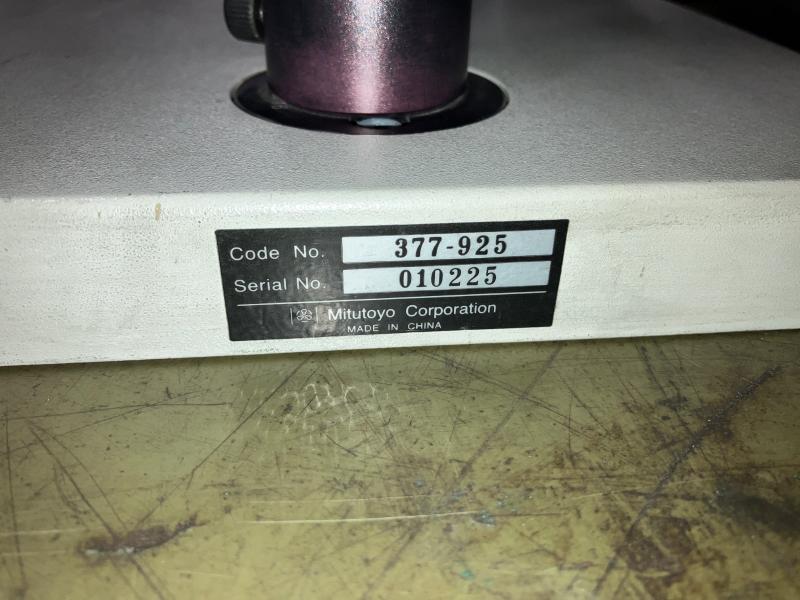 Code No. 377-925
Serial No. 010225
Mitutoyo Corporation
MADE IN CHINA